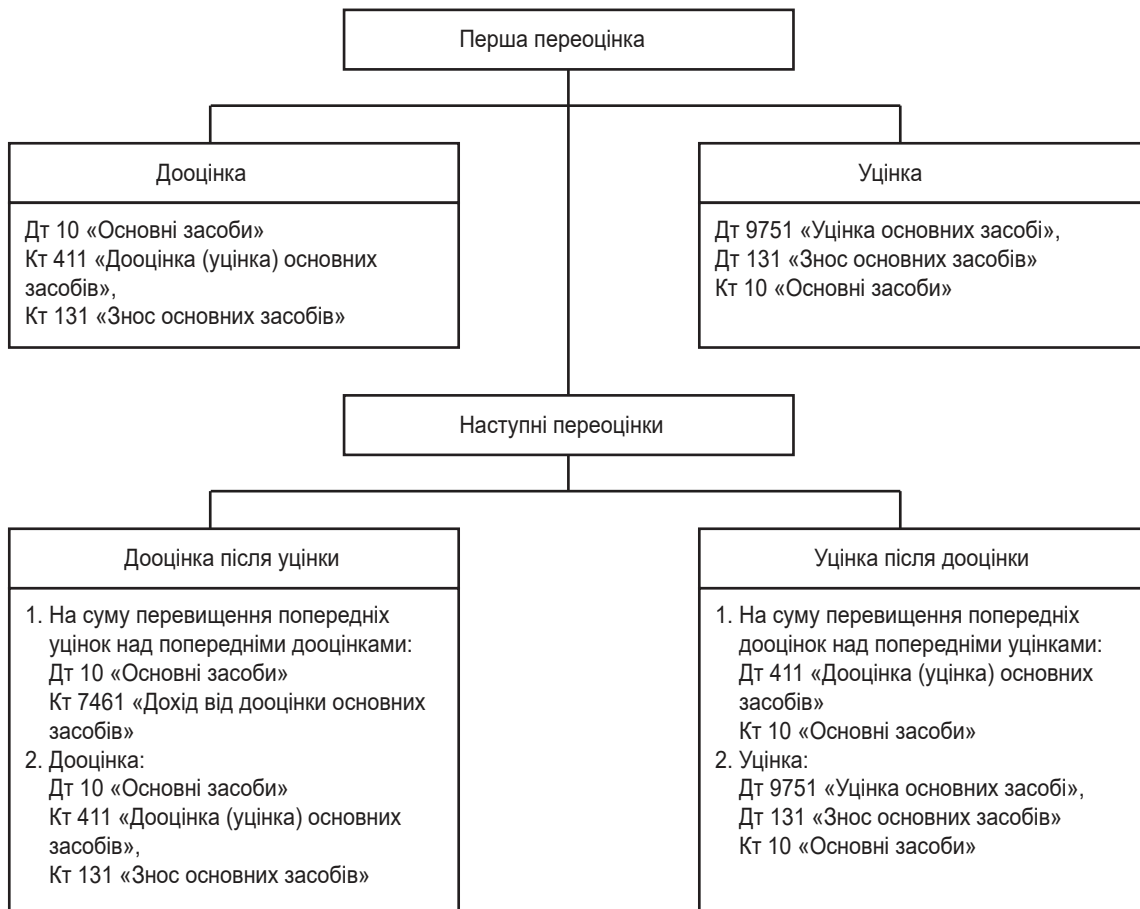 Перша переоцінка
Дооцінка
Дт 10 «Основні засоби»
Кт 411 «Дооцінка (уцінка) основних
засобів»,
Кт 131 «Знос основних засобів»
Уцінка
Дт 9751 «Уцінка основних засобі»,
Дт 131 «Знос основних засобів»
Кт 10 «Основні засоби»
Наступні переоцінки
Дооцінка після уцінки
1. На суму перевищення попередніх
уцінок над попередніми дооцінками:
Дт 10 «Основні засоби»
Кт 7461 «Дохід від дооцінки основних
засобів»
2. Дооцінка:
Дт 10 «Основні засоби»
Кт 411 «Дооцінка (уцінка) основних
засобів»,
Кт 131 «Знос основних засобів»
Уцінка після дооцінки
1. На суму перевищення попередніх
дооцінок над попередніми уцінками:
Дт 411 «Дооцінка (уцінка) основних
засобів»
Кт 10 «Основні засоби»
2. Уцінка:
Дт 9751 «Уцінка основних засобі»,
Дт 131 «Знос основних засобів»
Кт 10 «Основні засоби»